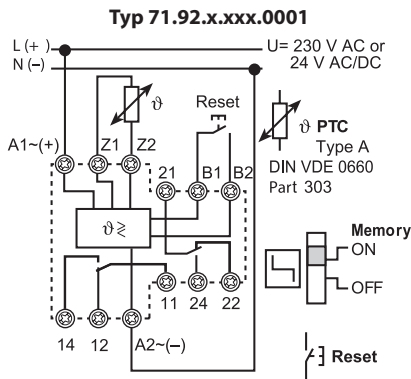 Typ 71.92.x.xxx.0001
L (+)
N (–)
U= 230 V AC or
24 V AC/DC
ϑ
Reset
ϑ PTC
Type A
DIN VDE 0660
Part 303
A1~(+) Z1 Z2
21 B1 B2
ϑ≷
Memory
ON
OFF
11 24 22
14 12 A2~(–)
Reset